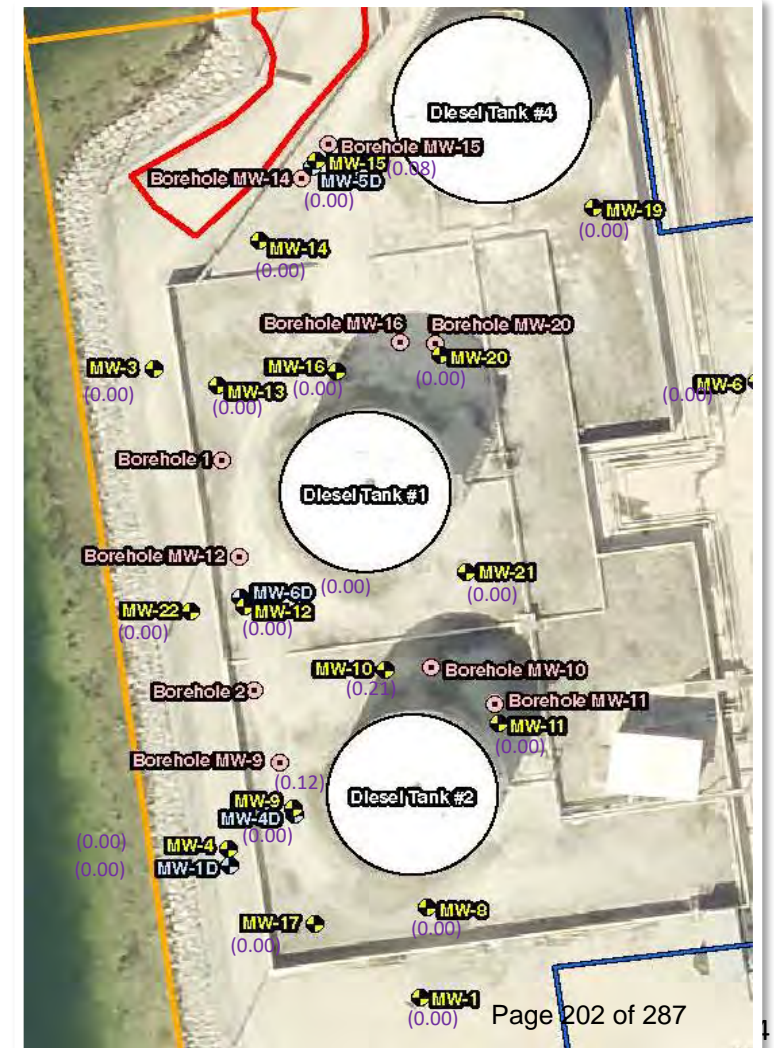 Diesel Tank #4
Borehole MW-15
MW-15 (0.08)
Borehole MW-14 MW-5D
(0.00)
MW-19
(0.00)
MW-14
(0.00)
Borehole MW-16 Borehole MW-20
MW-20
MW-3 MW-16
(0.00)
MW-6
(0.00) MW-13 (0.00) (0.00)
(0.00)
Borehole 1
Diesel Tank #1
Borehole MW-12
MW-21
MW-6D (0.00) (0.00)
MW-22 MW-12
(0.00) (0.00)
MW-10 Borehole MW-10
(0.21)
Borehole 2 Borehole MW-11
MW-11
(0.00)
Borehole MW-9
(0.12)
MW-9 Diesel Tank #2
MW-4D
(0.00) (0.00)
MW-4
(0.00) MW-1D
MW-17 MW-8
(0.00) (0.00)
MW-1
(0.00) Page 202 of 287
4